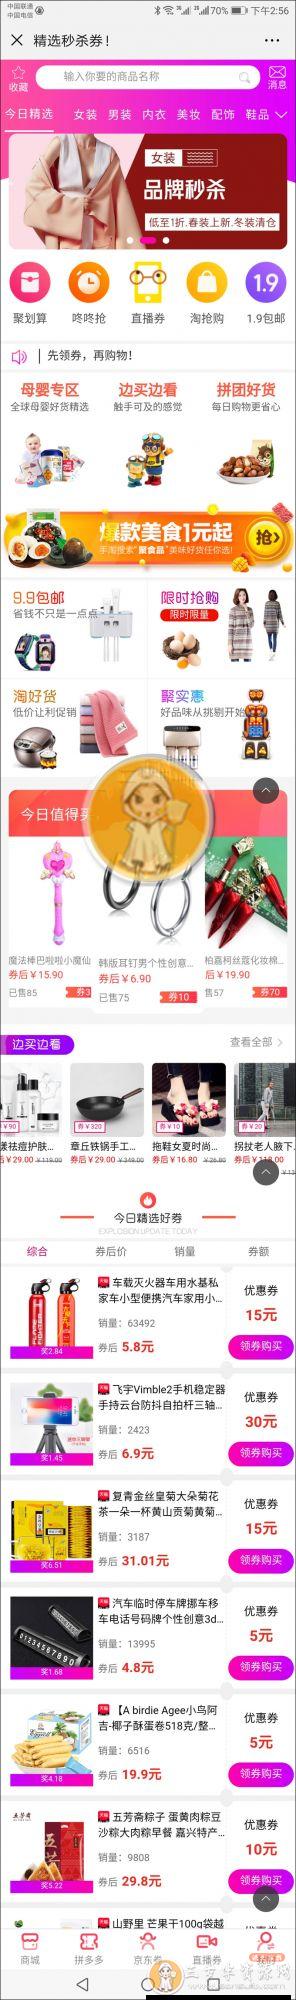 中国联通
中国电信
70% 下午2:56
精选秒杀券!
收藏
输入你要的商品名称
消息
今日精选 女装 男装 内衣 美妆 配饰 鞋品
女装
品牌秒杀
低至1折.春装上新.冬装清仓
1.9
聚划算 咚咚抢 直播券 淘抢购 1.9包邮
先领券，再购物!
母婴专区 边买边看 拼团好货
全球母婴好货精选 触手可及的感觉 每日购物更省心
爆款美食1元起
手淘搜索"聚食品"美味好货任你选!
抢
9.9包邮
省钱不只是一点点
限时抢购
限时限量
淘好货
低价让利促销
聚实惠
好品味从挑剔开始
今日值得买
魔法棒巴啦啦小魔仙
券后￥15.90
已售85
券3
韩版耳钉男个性创意…
券后￥6.90
已售75 券10
柏嘉柯丝蔻化妆棉…
后￥19.90
售57 券70
边买边看
查看全部
￥90
券￥320
券￥10
券￥20
漾祛痘护肤…
后￥29.00 ￥119.00
章丘铁锅手工…
券后￥29.00 ￥349.00
拖鞋女夏时尚…
券后￥16.80 ￥26.80
拐杖老人腋下…
券后￥118.00
今日精选好券
EXPLOSION UPDATE TODAY
综合 券后价 销量 券额
车载灭火器车用水基私
家车小型便携汽车家用小…
销量：63492
券后 5.8元
奖2.84
优惠券
15元
领券购买
飞宇Vimble2手机稳定器
手持云台防抖自拍杆三轴…
销量：2423
券后 6.9元
奖1.45
优惠券
30元
领券购买
复青金丝皇菊大朵菊花
茶一朵一杯黄山贡菊黄菊…
销量：3187
券后 31.01元
奖6.51
优惠券
15元
领券购买
汽车临时停车牌挪车移
车电话号码牌个性创意3d…
销量：13995
券后 4.8元
奖1.68
优惠券
5元
领券购买
【A birdie Agee小鸟阿
吉-椰子酥蛋卷518克/整…
销量：6516
券后 19.9元
奖4.18
优惠券
5元
领券购买
五芳斋粽子 蛋黄肉粽豆
沙粽大肉粽早餐 嘉兴特产…
销量：9808
券后 29.8元
奖5.22
优惠券
10元
领券购买
山野里 芒果干100g袋越
优惠券
商城 拼多多 京东券 直播券